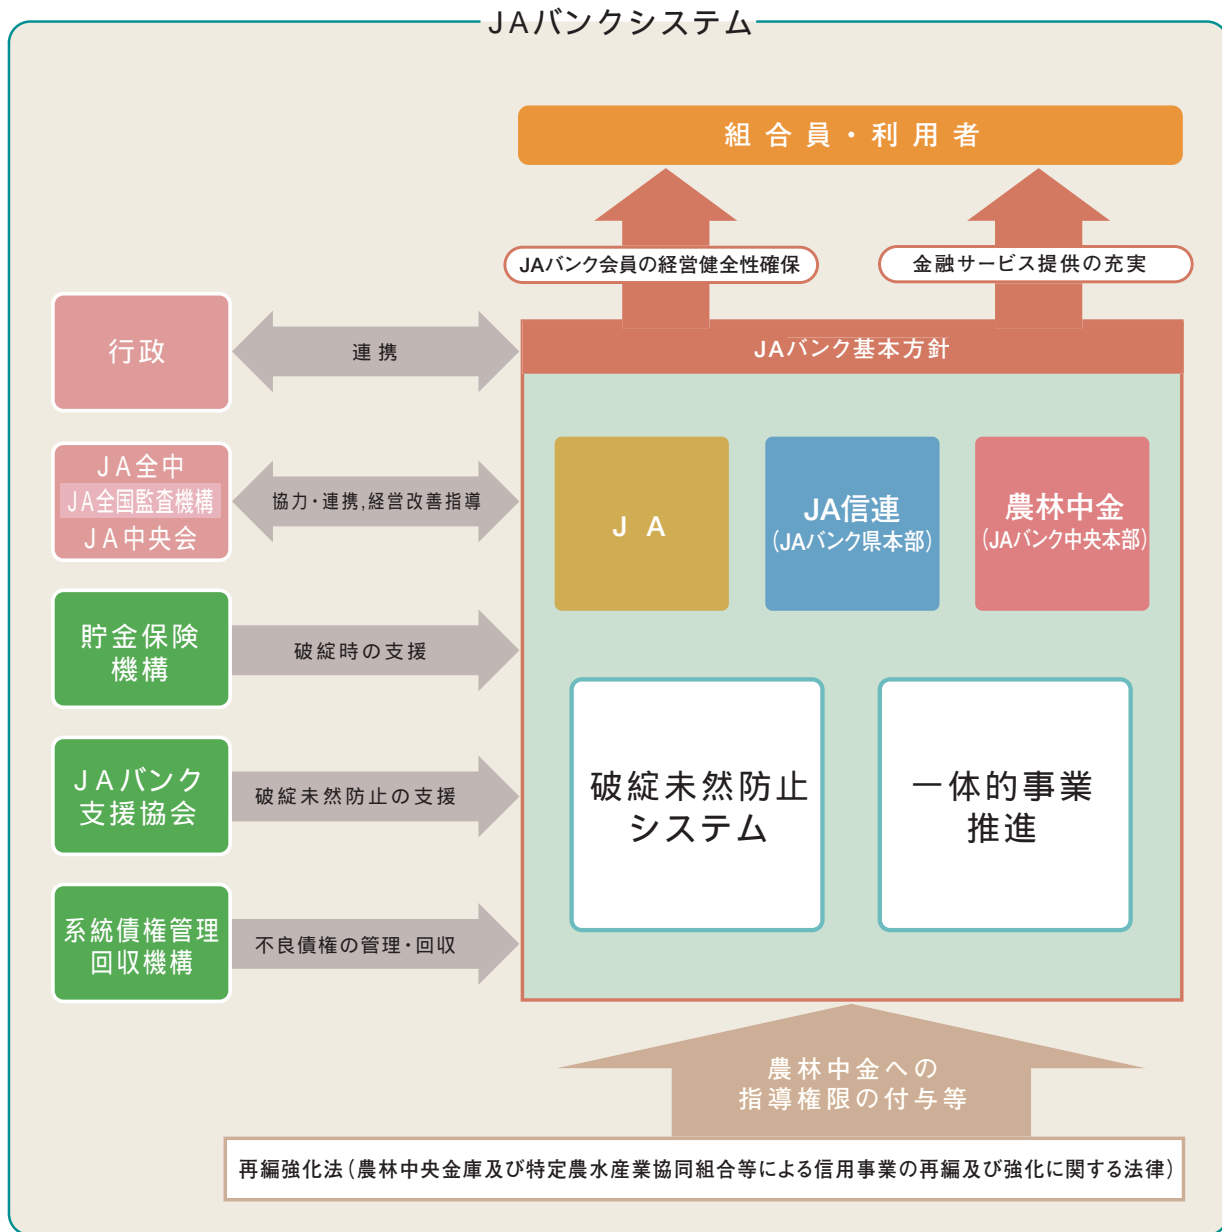 JAバンクシステム
組合員・利用者
JAバンク会員の経営健全性確保
金融サービス提供の充実
行政
連携
JAバンク基本方針
JA全中
JA全国監査機構
JA中央会
協力・連携,経営改善指導
JA
JA信連
(JAバンク県本部)
農林中金
(JAバンク中央本部)
貯金保険
機構
破綻時の支援
JAバンク
支援協会
破綻未然防止の支援
破綻未然防止
システム
一体的事業
推進
系統債権管理
回収機構
不良債権の管理・回収
農林中金への
指導権限の付与等
再編強化法(農林中央金庫及び特定農水産業協同組合等による信用事業の再編及び強化に関する法律)